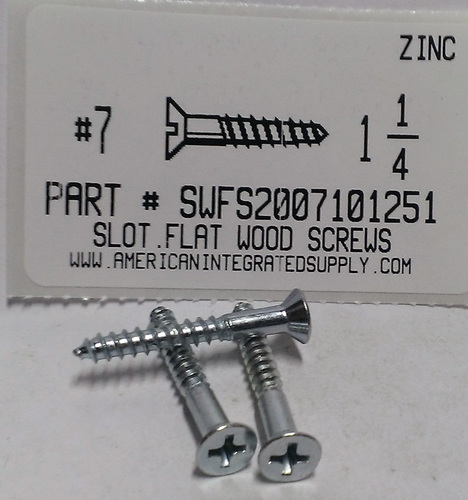 ZINC
#7 1 1/4
PART # SWFS2007101251
SLOT.FLAT WOOD SCREWS
WWW.AMERICANINTEGRATEDSUPPLY.COM